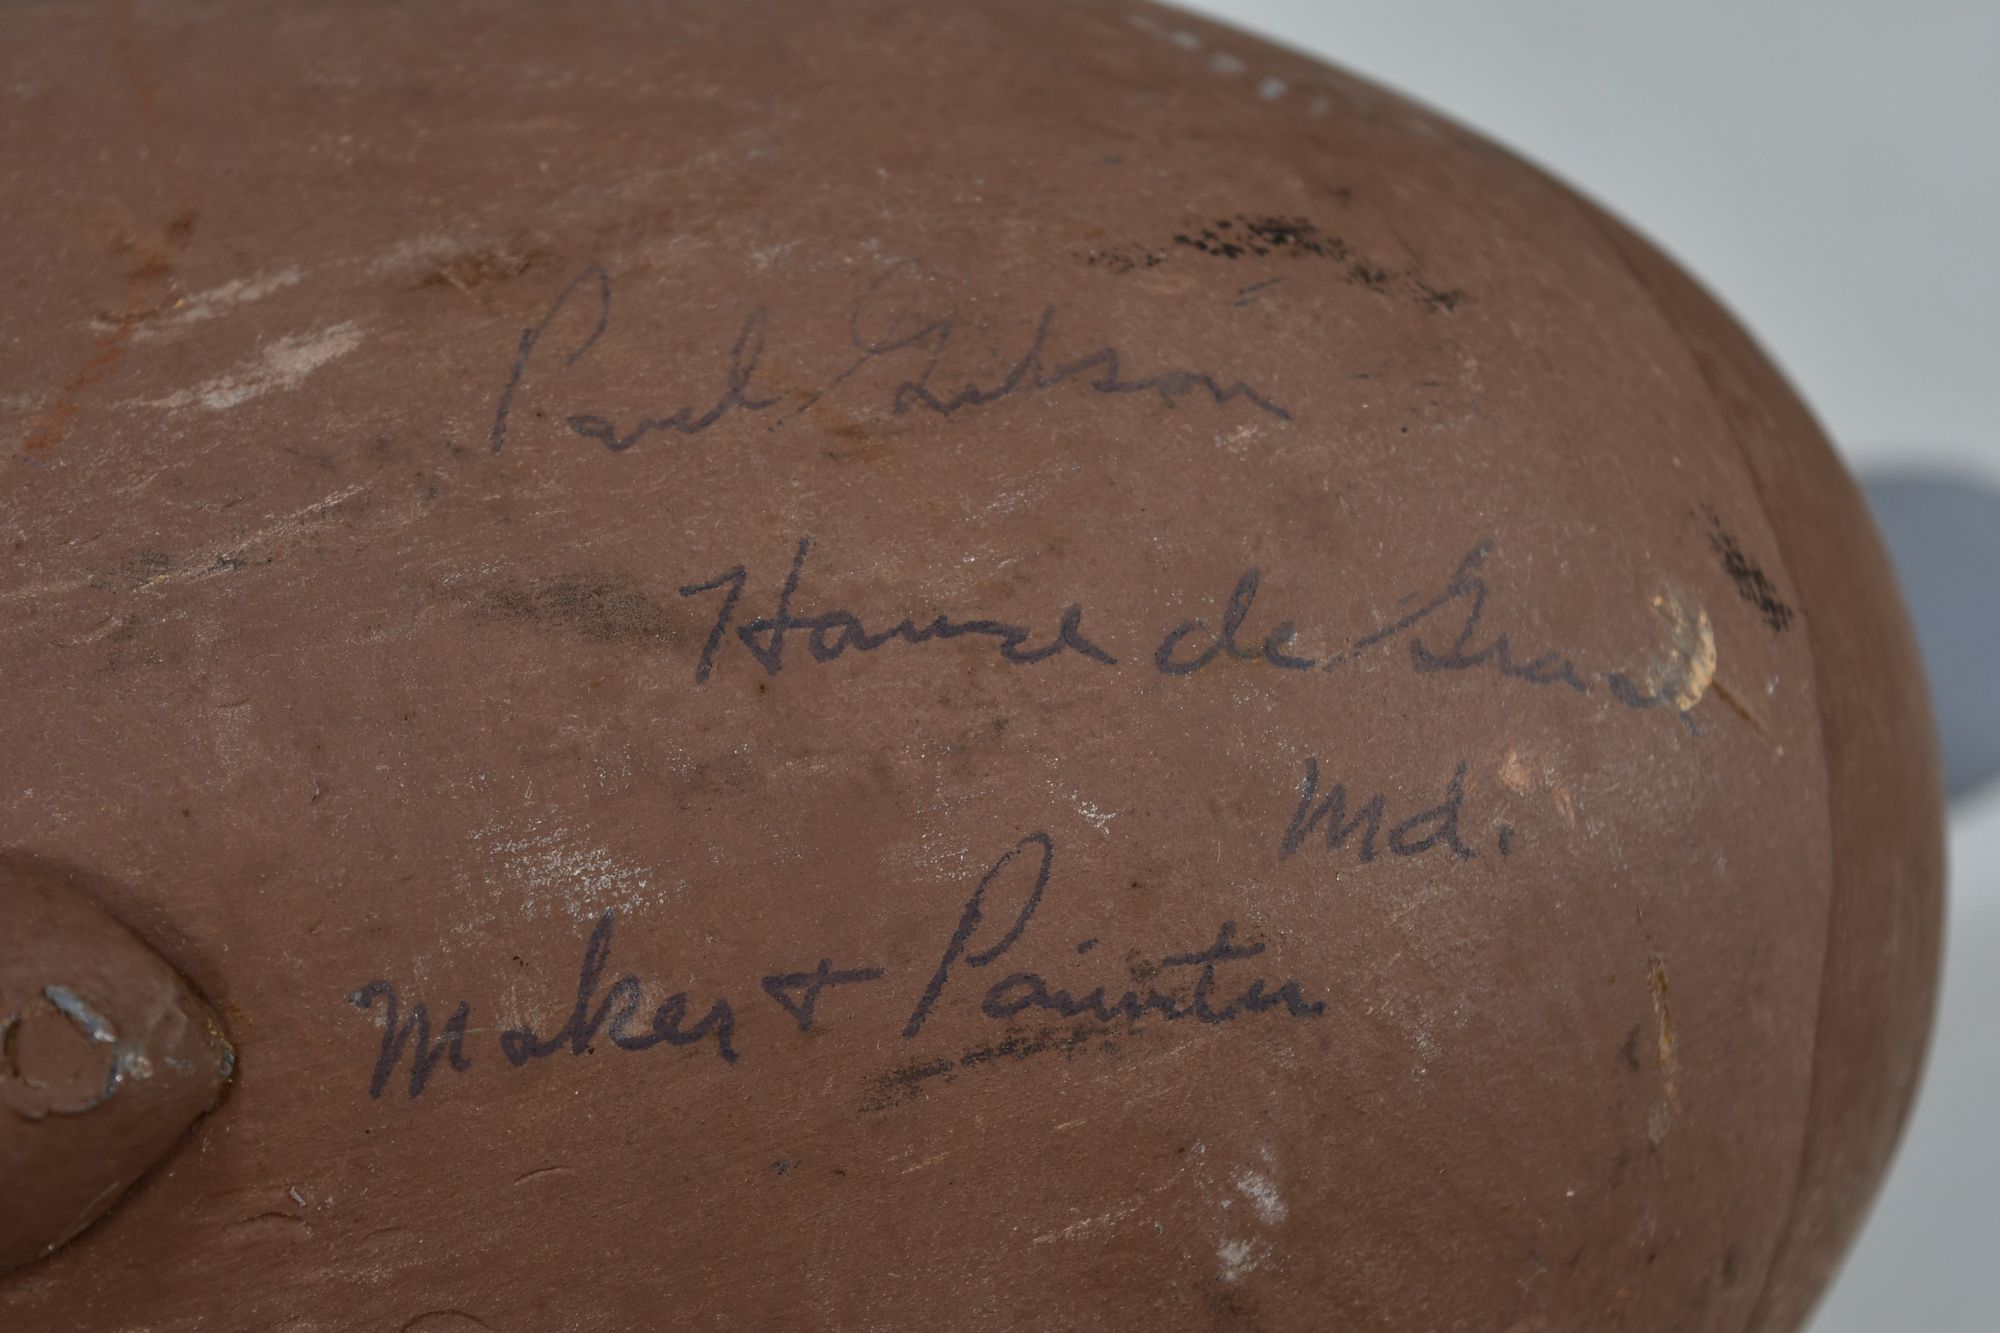 Paul Gibson
Havre de Grace
Md.
Maker + Painter